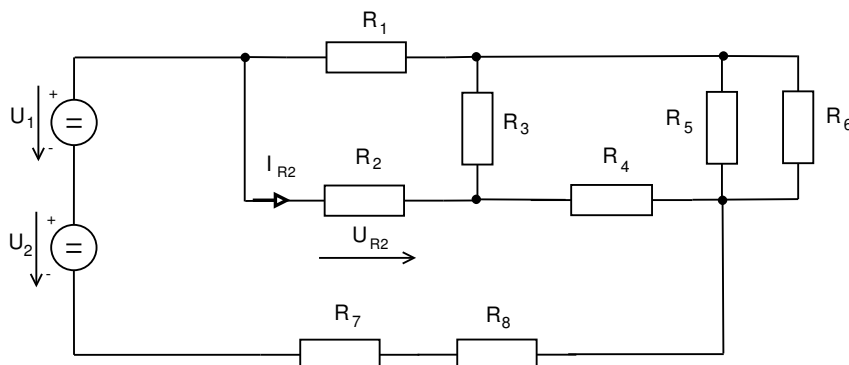 R1
+
U1
=
-
R3
R5
R6
IR2
R2
R4
+
U2
=
-
UR2
R7
R8